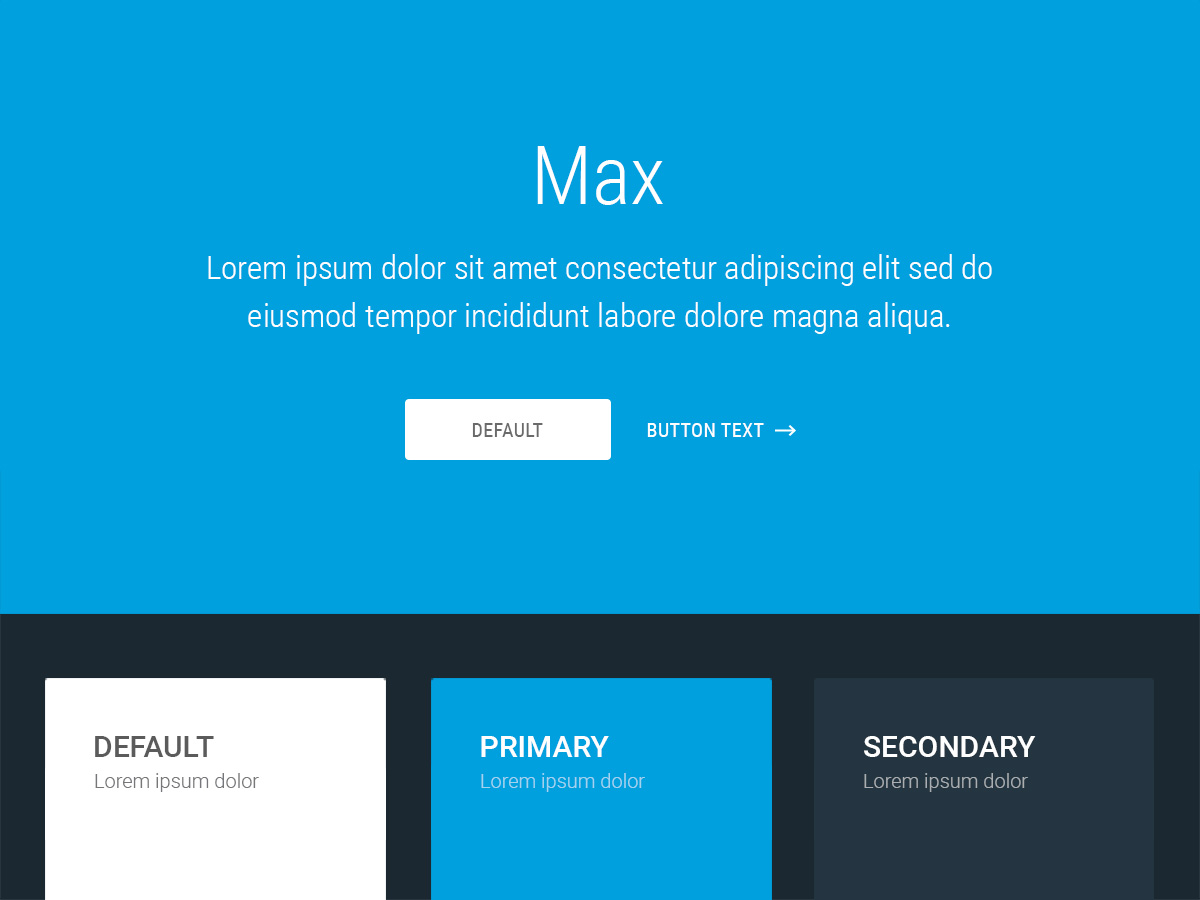 Max
Lorem ipsum dolor sit amet consectetur adipiscing elit sed do
eiusmod tempor incididunt labore dolore magna aliqua.
DEFAULT
BUTTON TEXT →
DEFAULT
Lorem ipsum dolor
PRIMARY
Lorem ipsum dolor
SECONDARY
Lorem ipsum dolor